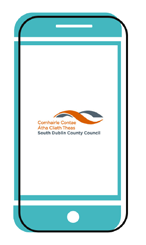 Comhairle Contae
Átha Cliath Theas
South Dublin County Council